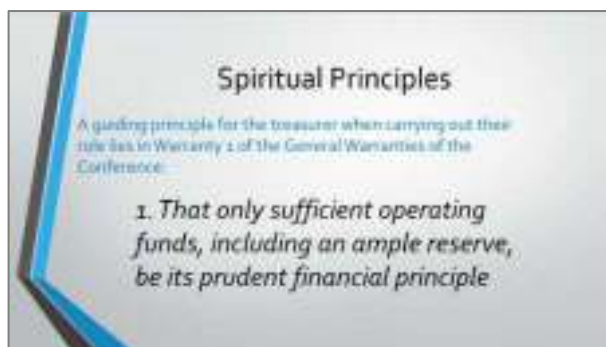 Spiritual Principles
A guiding principle for the treasurer when carrying out their
role lies in Warranty 1 of the General Warranties of the
Conference:
1. That only sufficient operating
funds, including an ample reserve,
be its prudent financial principle